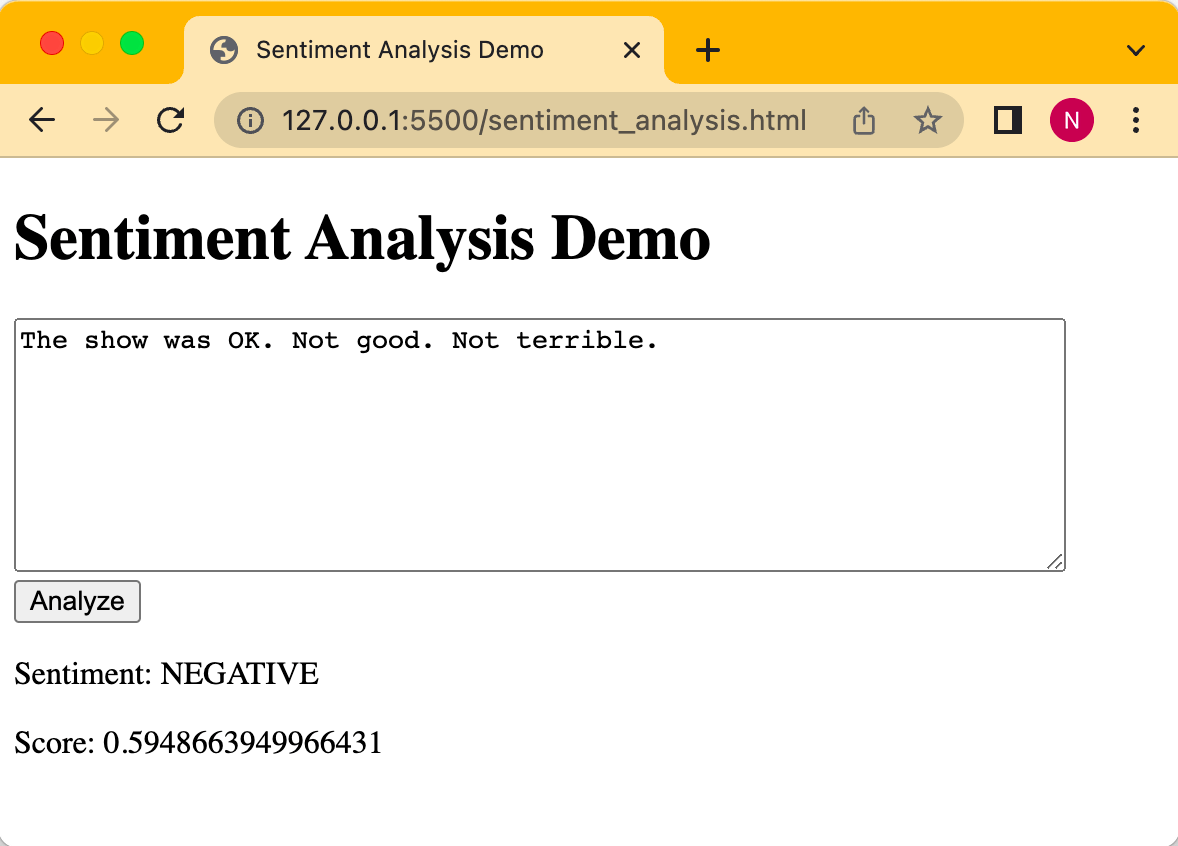 Sentiment Analysis Demo
127.0.0.1:5500/sentiment_analysis.html
N
Sentiment Analysis Demo
The show was OK. Not good. Not terrible.
Analyze
Sentiment: NEGATIVE
Score: 0.5948663949966431